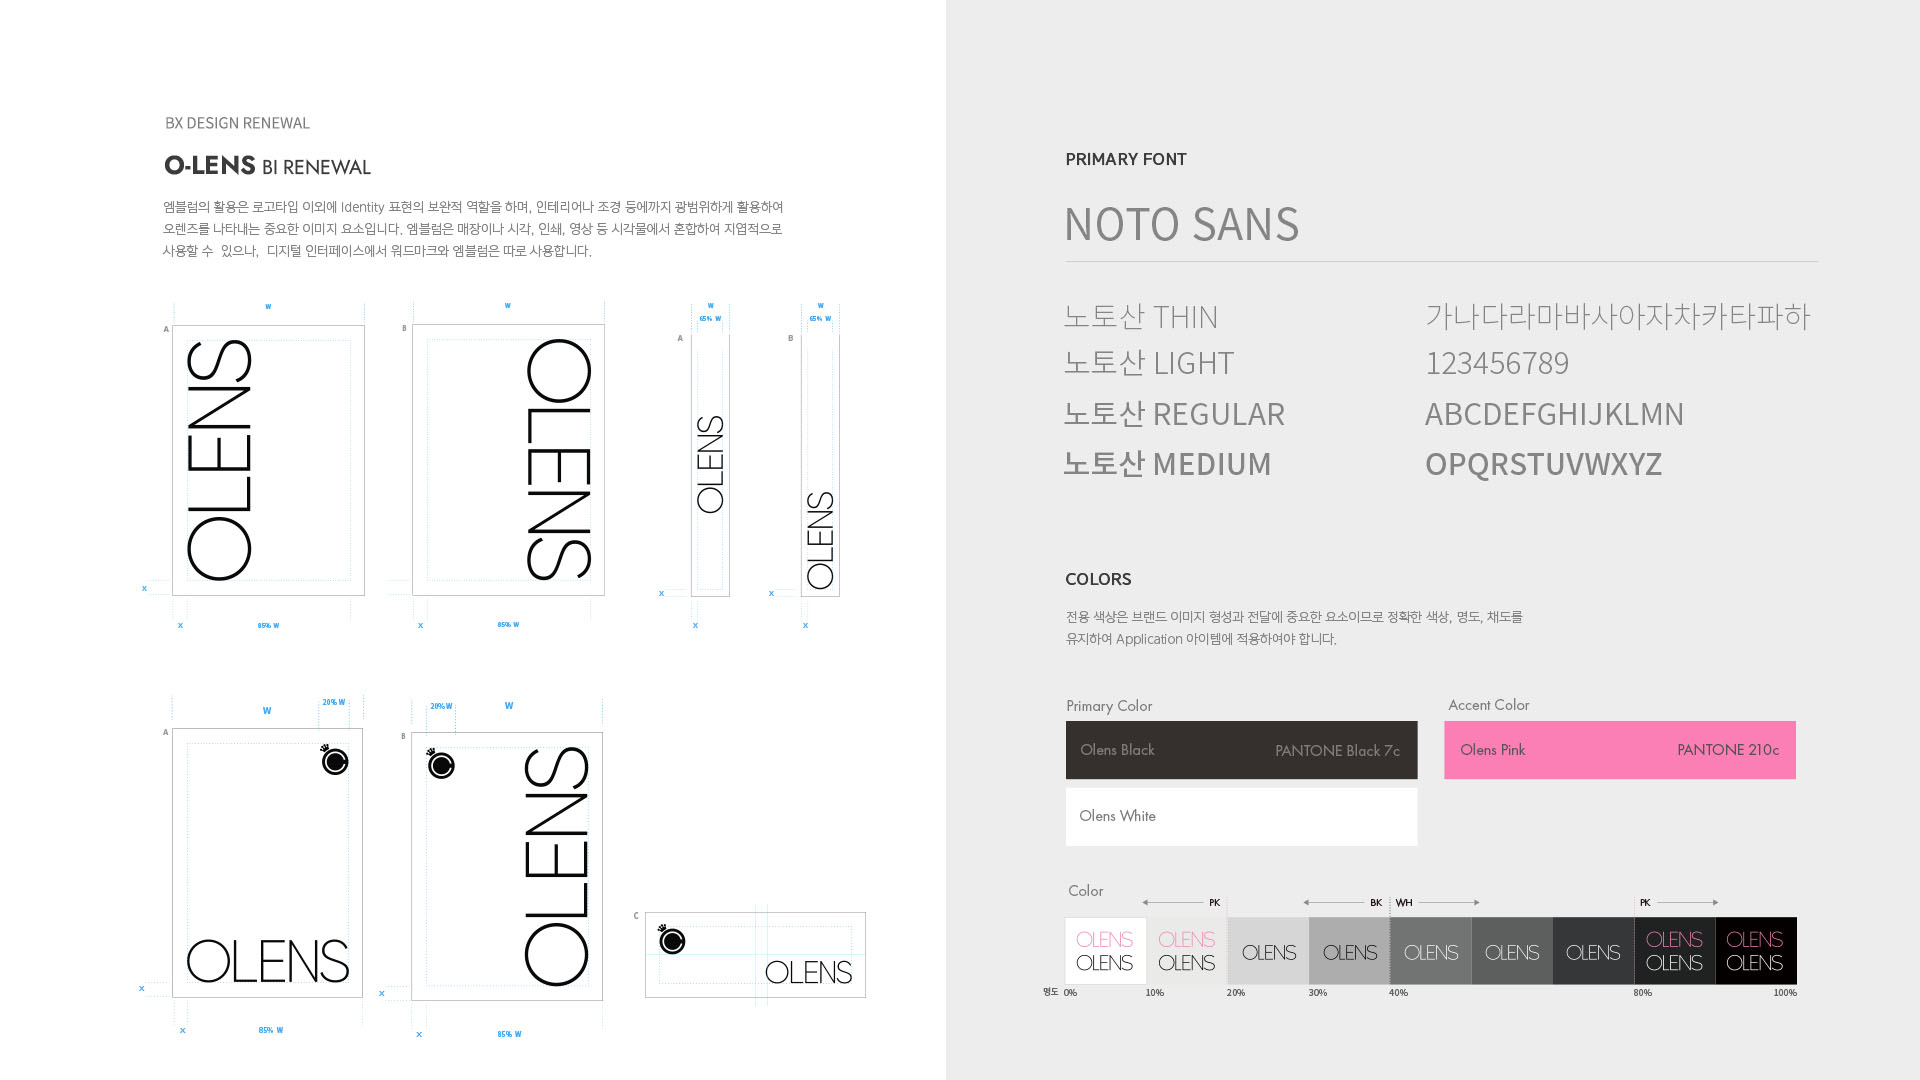 BX DESIGN RENEWAL
O-LENS BI RENEWAL
엠블럼의 활용은 로고타입 이외에 Identity 표현의 보완적 역할을 하며, 인테리어나 조경 등에까지 광범위하게 활용하여
오렌즈를 나타내는 중요한 이미지 요소입니다. 엠블럼은 매장이나 시각, 인쇄, 영상 등 시각물에서 혼합하여 지엽적으로
사용할 수 있으나, 디지털 인터페이스에서 워드마크와 엠블럼은 따로 사용합니다.
W
A
OLENS
X
X
85% W
W
B
OLENS
X
85% W
W
65% W
A
OLENS
X
X
W
65% W
B
OLENS
X
X
20% W
W
A
OLENS
X
X
85% W
20% W
W
B
OLENS
X
X
85% W
C
OLENS
PRIMARY FONT
NOTO SANS
노토산 THIN
노토산 LIGHT
노토산 REGULAR
노토산 MEDIUM
가나다라마바사아자차카타파하
123456789
ABCDEFGHIJKLMN
OPQRSTUVWXYZ
COLORS
전용 색상은 브랜드 이미지 형성과 전달에 중요한 요소이므로 정확한 색상, 명도, 채도를
유지하여 Application 아이템에 적용하여야 합니다.
Primary Color
Olens Black PANTONE Black 7c
Olens White
Accent Color
Olens Pink PANTONE 210c
Color
PK BK WH PK
OLENS OLENS OLENS OLENS
OLENS OLENS OLENS OLENS OLENS OLENS OLENS OLENS OLENS
명도 0% 10% 20% 30% 40% 80% 100%